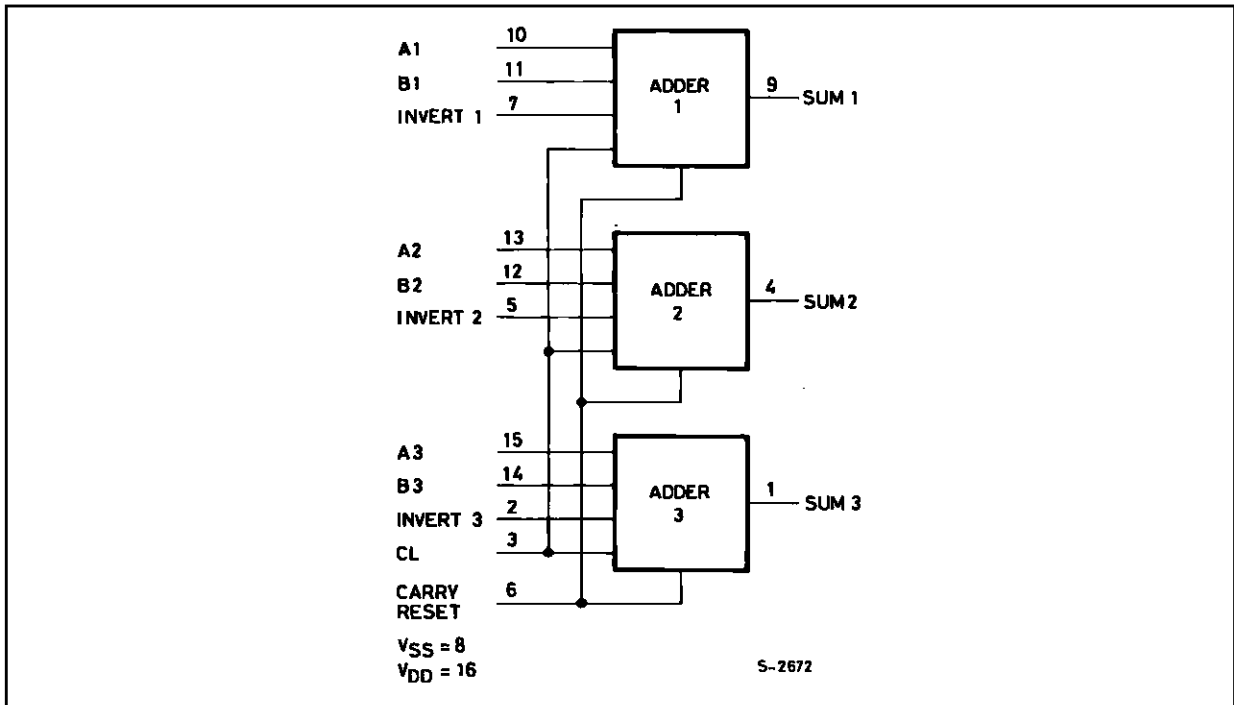 A1 10
B1 11
INVERT 1 7
ADDER
1
9 SUM 1
A2 13
B2 12
INVERT 2 5
ADDER
2
4 SUM2
A3 15
B3 14
INVERT 3 2
CL 3
ADDER
3
1 SUM 3
CARRY
RESET 6
VSS = 8
VDD = 16
S-2672